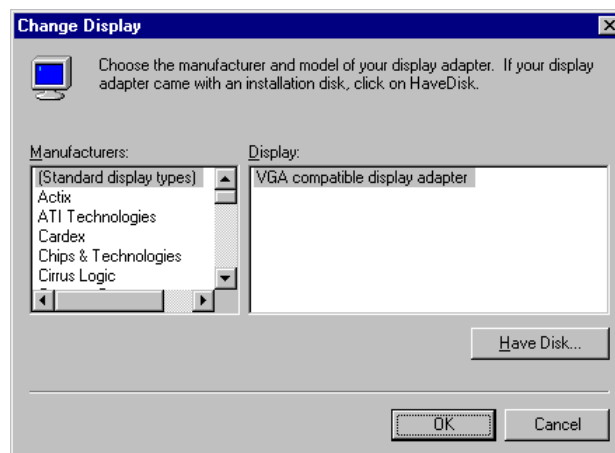 Change Display
Choose the manufacturer and model of your display adapter. If your display
adapter came with an installation disk, click on HaveDisk.
Manufacturers:
Display:
(Standard display types)
VGA compatible display adapter
Actix
ATI Technologies
Cardex
Chips & Technologies
Cirrus Logic
Have Disk...
OK
Cancel